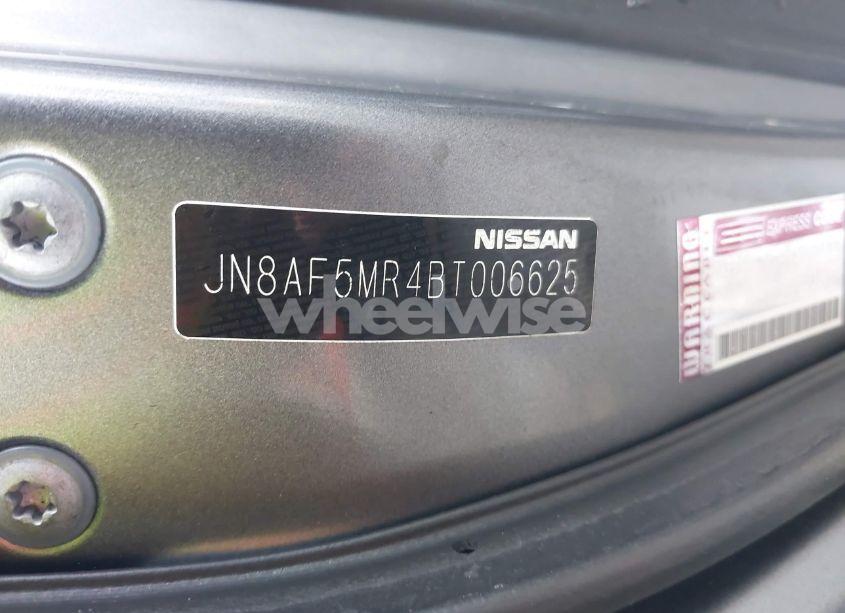 NISSAN
JN8AF5MR4BT006625
wheelwise
WARNING
EXPRESS